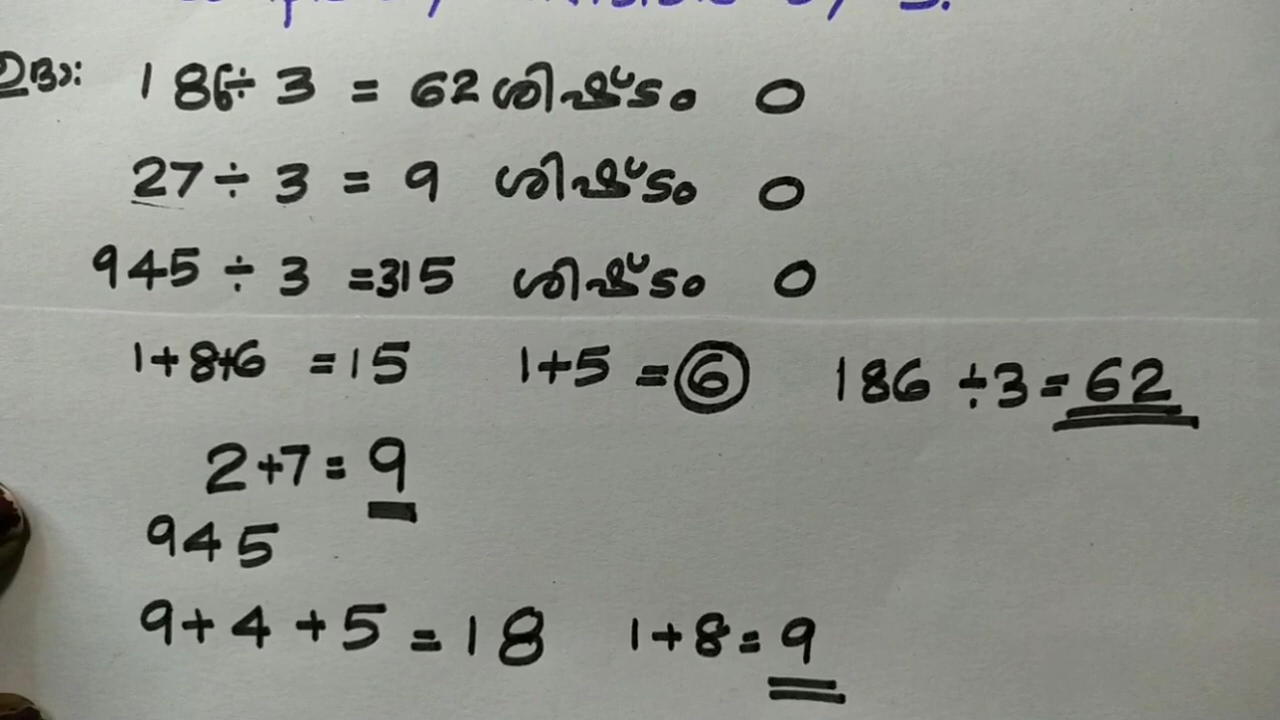 ഉദാ: 186÷ 3 = 62 ശിഷ്ടം 0
27 ÷ 3 = 9 ശിഷ്ടം 0
945 ÷ 3 =315 ശിഷ്ടം 0
1+8+6 =15 1+5 =6 186 ÷3=62
2+7= 9
945
9+4+5=18 1+8=9